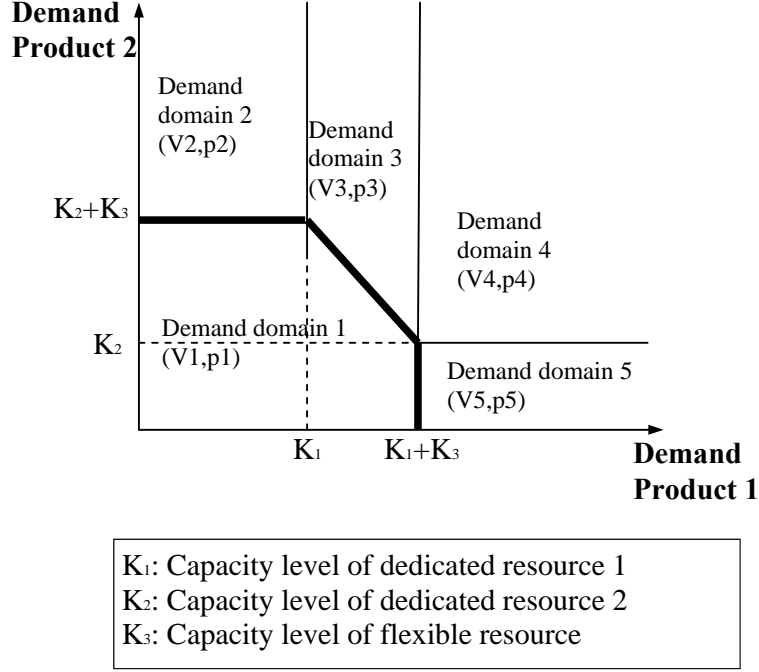 Demand
Product 2
Demand
domain 2
(V2,p2)
Demand
domain 3
(V3,p3)
K₂+K₃
Demand
domain 4
(V4,p4)
Demand domain 1
(V1,p1)
K₂
Demand domain 5
(V5,p5)
K₁
K₁+K₃
Demand
Product 1
K₁: Capacity level of dedicated resource 1
K₂: Capacity level of dedicated resource 2
K₃: Capacity level of flexible resource